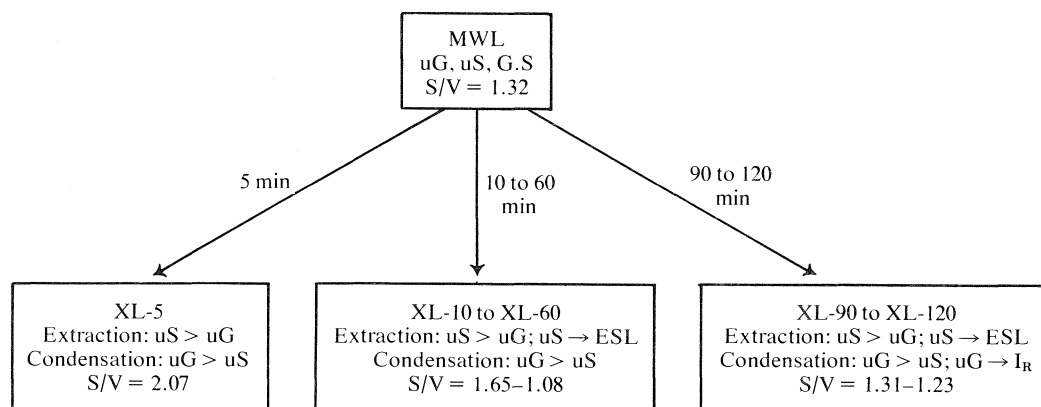 MWL
uG, uS, G.S
S/V = 1.32
5 min
10 to 60
min
90 to 120
min
XL-5
Extraction: uS > uG
Condensation: uG > uS
S/V = 2.07
XL-10 to XL-60
Extraction: uS > uG; uS → ESL
Condensation: uG > uS
S/V = 1.65–1.08
XL-90 to XL-120
Extraction: uS > uG; uS → ESL
Condensation: uG > uS; uG → I_R
S/V = 1.31–1.23